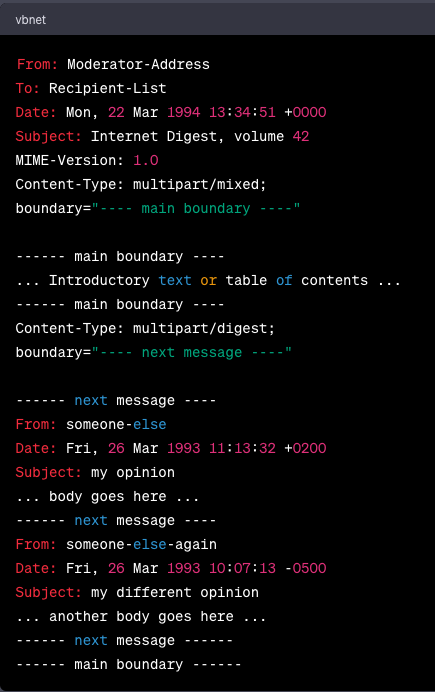 vbnet
From: Moderator-Address
To: Recipient-List
Date: Mon, 22 Mar 1994 13:34:51 +0000
Subject: Internet Digest, volume 42
MIME-Version: 1.0
Content-Type: multipart/mixed;
boundary="---- main boundary ----"

------ main boundary ----
... Introductory text or table of contents ...
------ main boundary ----
Content-Type: multipart/digest;
boundary="---- next message ----"

------ next message ----
From: someone-else
Date: Fri, 26 Mar 1993 11:13:32 +0200
Subject: my opinion
... body goes here ...
------ next message ----
From: someone-else-again
Date: Fri, 26 Mar 1993 10:07:13 -0500
Subject: my different opinion
... another body goes here ...
------ next message ------
------ main boundary ------